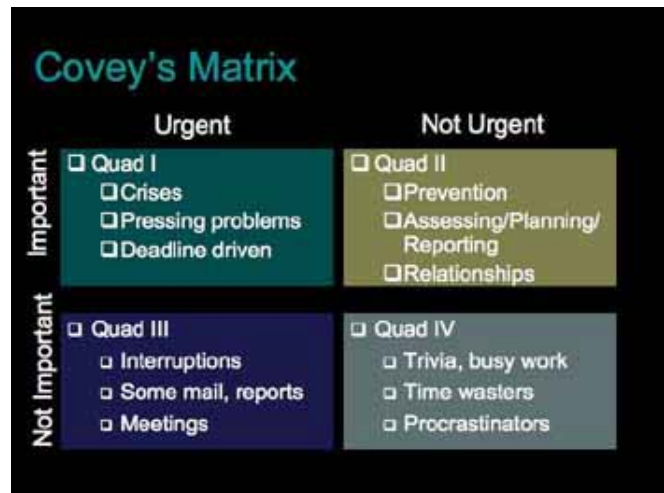 Covey's Matrix
Urgent
Not Urgent
Important
❑ Quad I
❑Crises
❑Pressing problems
❑Deadline driven
❑ Quad II
❑Prevention
❑Assessing/Planning/
Reporting
❑Relationships
Not Important
❑ Quad III
❑ Interruptions
❑ Some mail, reports
❑ Meetings
❑ Quad IV
❑ Trivia, busy work
❑ Time wasters
❑ Procrastinators